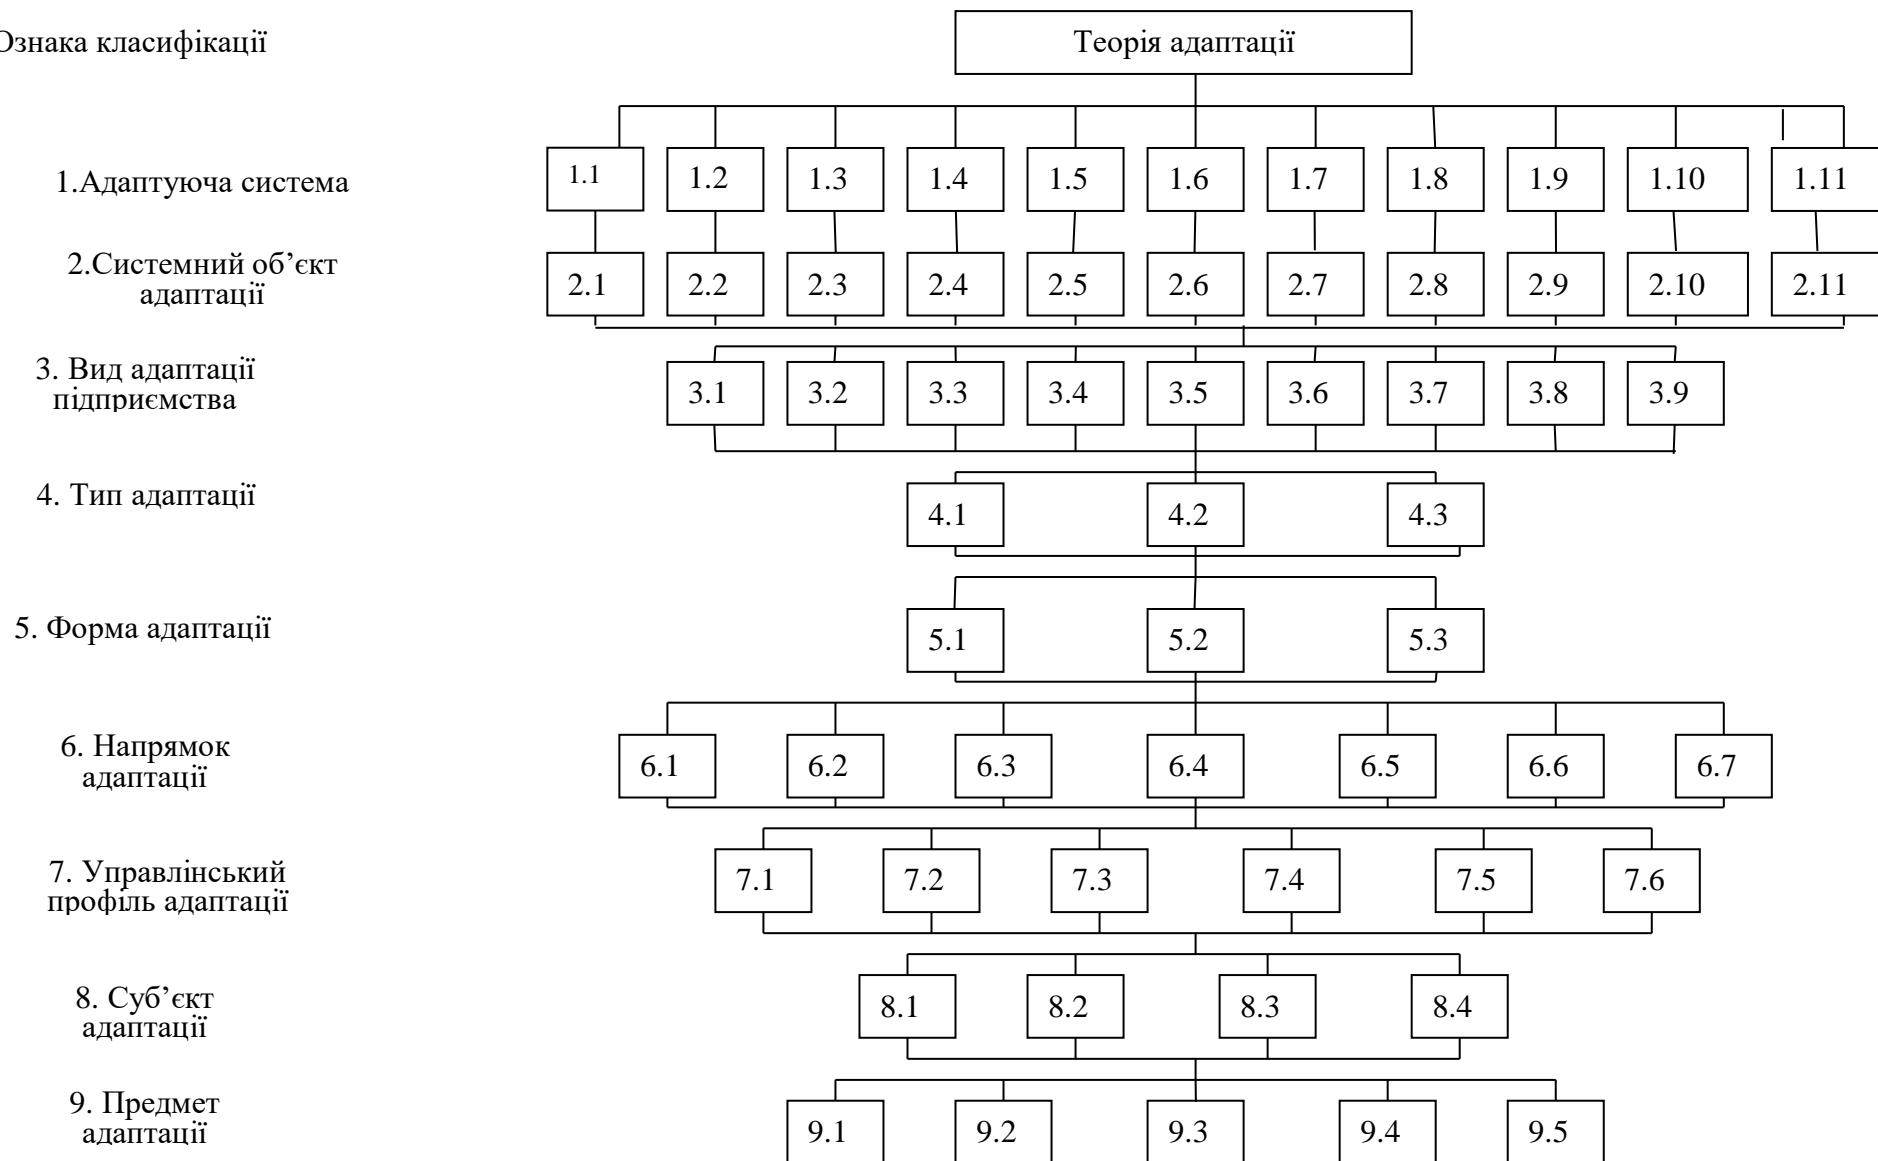 Ознака класифікації
Теорія адаптації
1.Адаптуюча система
1.1 1.2 1.3 1.4 1.5 1.6 1.7 1.8 1.9 1.10 1.11
2.Системний об’єкт
адаптації
2.1 2.2 2.3 2.4 2.5 2.6 2.7 2.8 2.9 2.10 2.11
3. Вид адаптації
підприємства
3.1 3.2 3.3 3.4 3.5 3.6 3.7 3.8 3.9
4. Тип адаптації
4.1 4.2 4.3
5. Форма адаптації
5.1 5.2 5.3
6. Напрямок
адаптації
6.1 6.2 6.3 6.4 6.5 6.6 6.7
7. Управлінський
профіль адаптації
7.1 7.2 7.3 7.4 7.5 7.6
8. Суб’єкт
адаптації
8.1 8.2 8.3 8.4
9. Предмет
адаптації
9.1 9.2 9.3 9.4 9.5